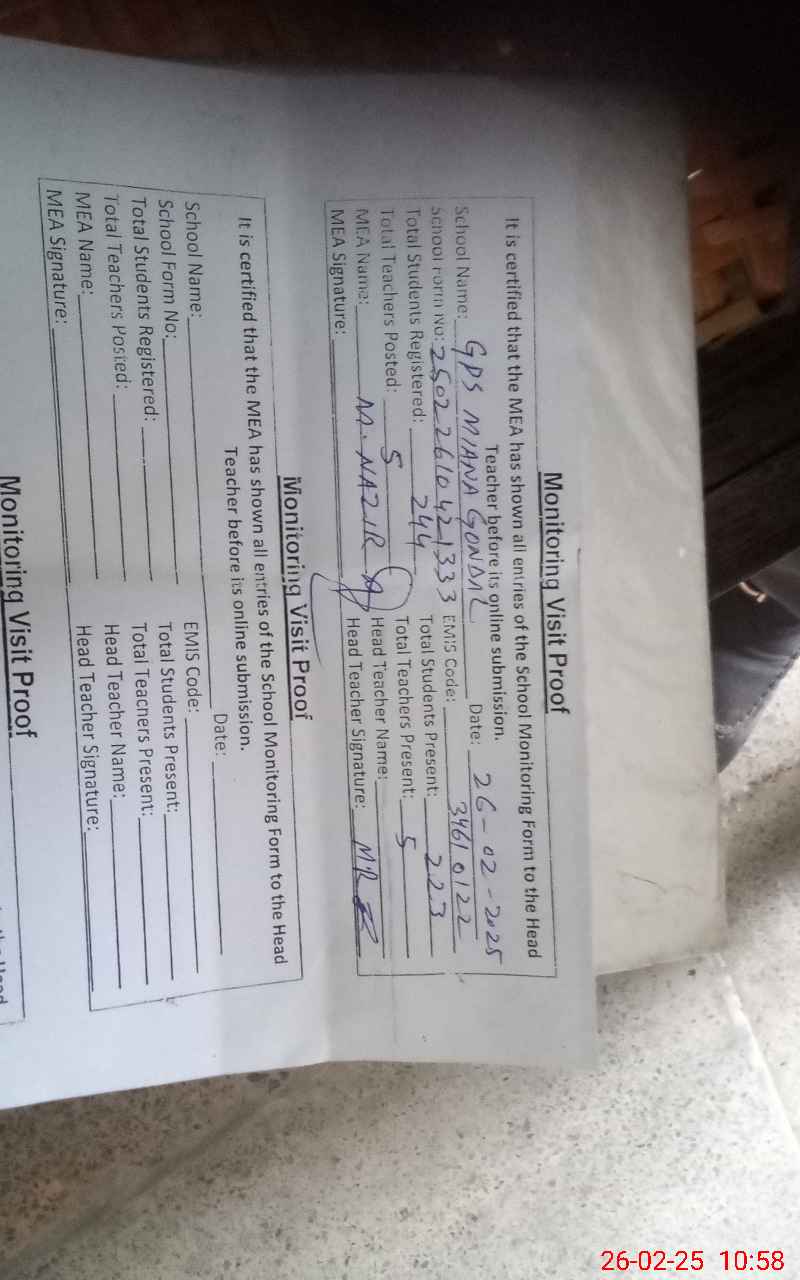 Monitoring Visit Proof
It is certified that the MEA has shown all entries of the School Monitoring Form to the Head
Teacher before its online submission.
School Name: GPS MIANA GONDAL Date: 26-02-2025
School Form No: 2502261042 1333 EMIS Code: 34610122
Total Students Registered: 244 Total Students Present: 223
Total Teachers Posted: 5 Total Teachers Present: 5
MEA Name: M. NAZIR Head Teacher Name:
MEA Signature: Head Teacher Signature:
Monitoring Visit Proof
It is certified that the MEA has shown all entries of the School Monitoring Form to the Head
Teacher before its online submission.
School Name: Date:
School Form No: EMIS Code:
Total Students Registered: Total Students Present:
Total Teachers Posted: Total Teachers Present:
MEA Name: Head Teacher Name:
MEA Signature: Head Teacher Signature:
Monitoring Visit Proof
26-02-25 10:58